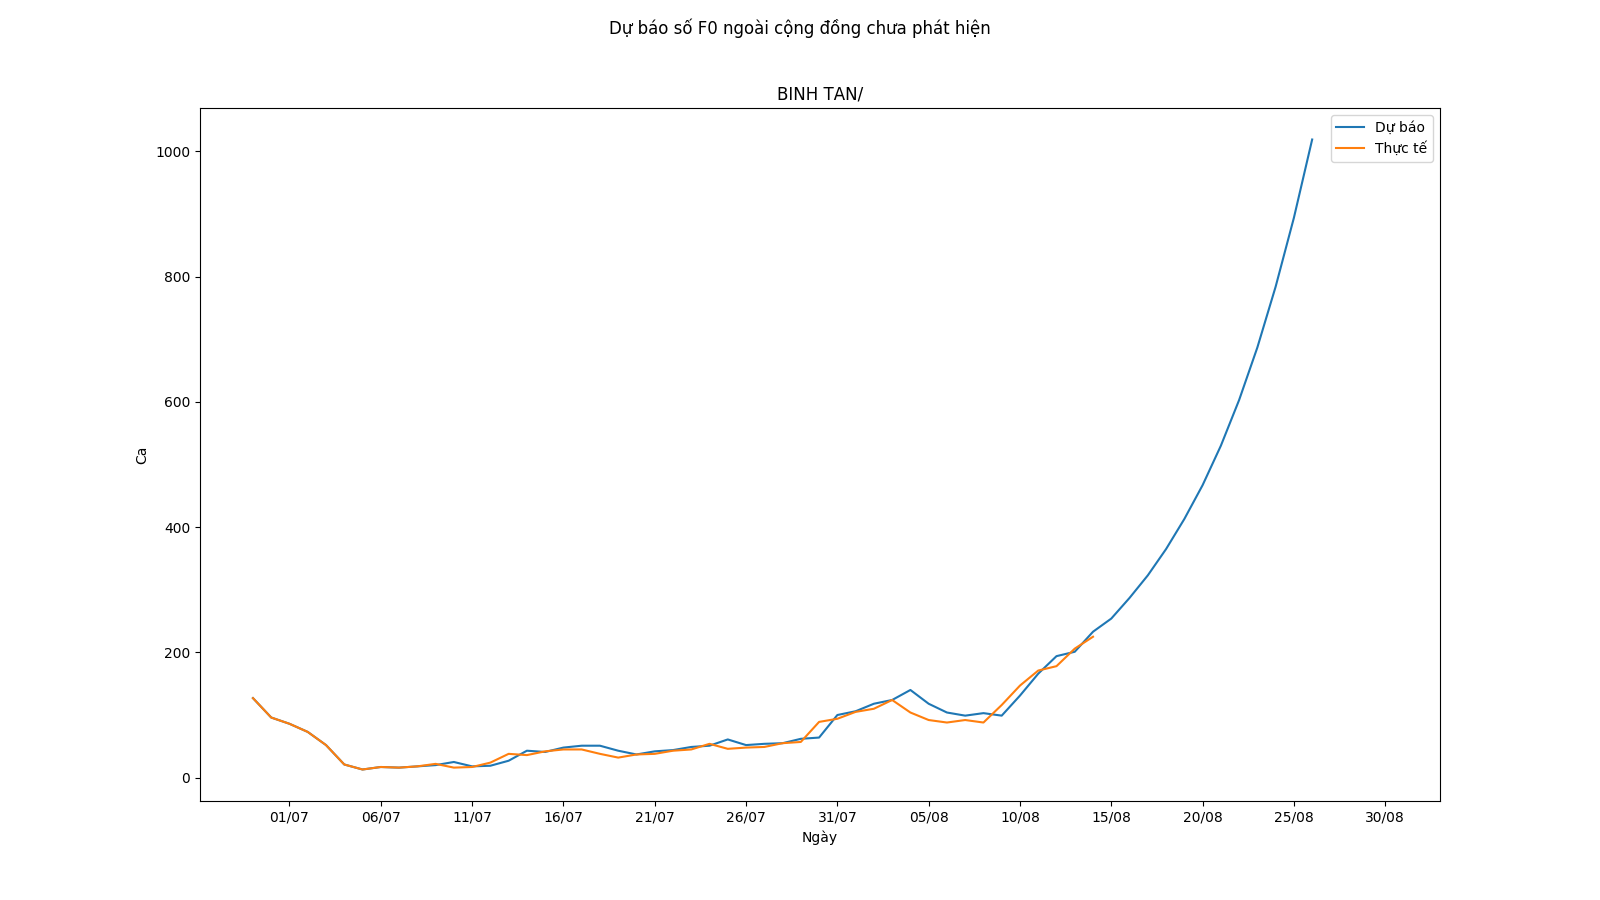 Dự báo số F0 ngoài cộng đồng chưa phát hiện
BINH TAN/
Dự báo
Thực tế
1000
800
600
400
200
0
Ca
01/07 06/07 11/07 16/07 21/07 26/07 31/07 05/08 10/08 15/08 20/08 25/08 30/08
Ngày